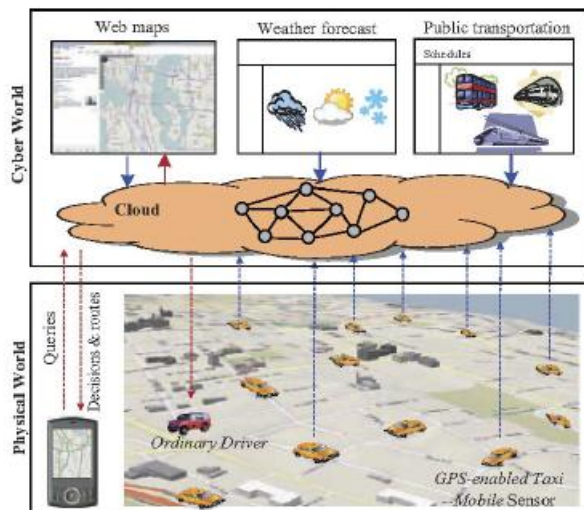 Web maps
Weather forecast
Public transportation
Schedules
Cyber World
Cloud
Physical World
Queries
Decisions & routes
Ordinary Driver
GPS-enabled Taxi
--Mobile Sensor